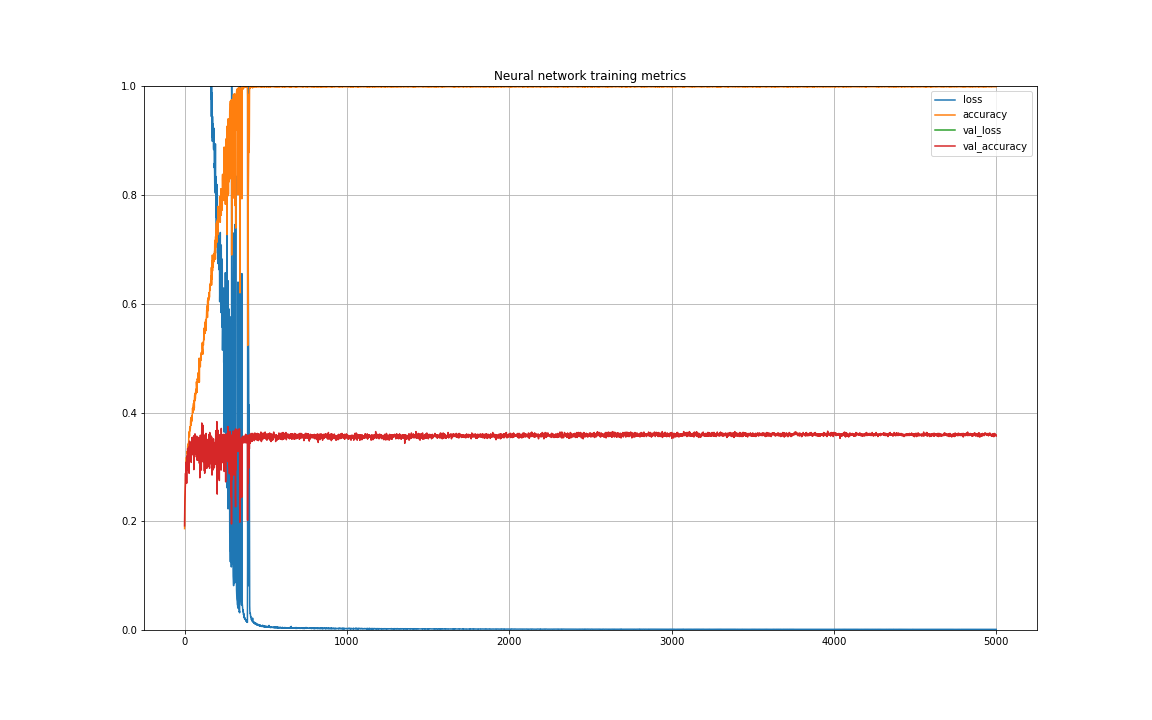 Neural network training metrics
1.0
0.8
0.6
0.4
0.2
0.0
loss
accuracy
val_loss
val_accuracy
0 1000 2000 3000 4000 5000